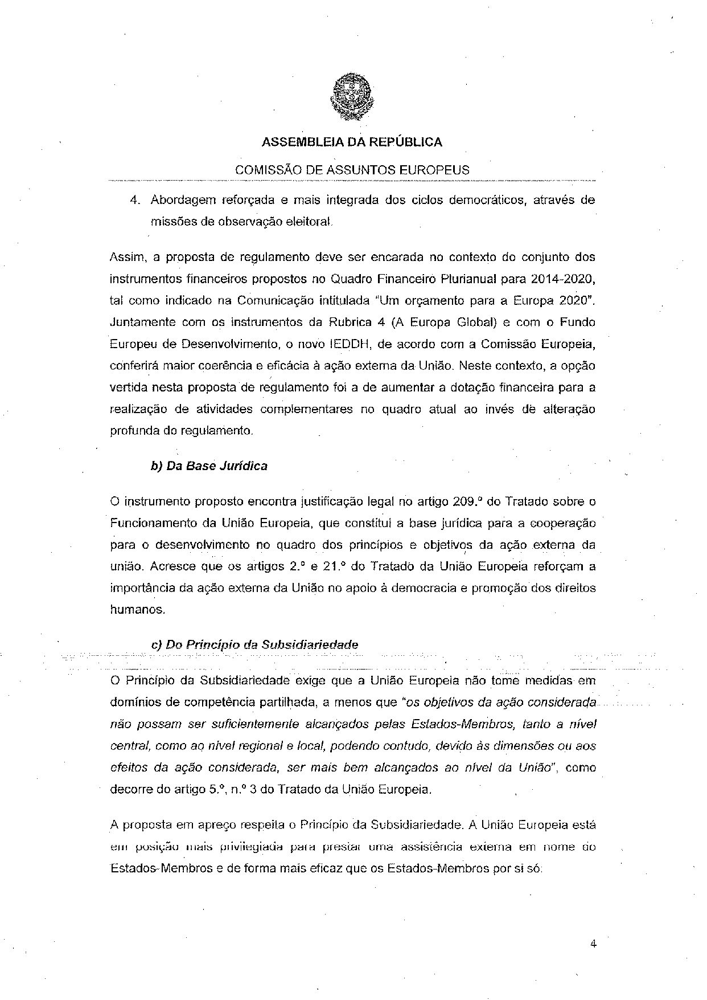 ASSEMBLEIA DA REPÚBLICA
COMISSÃO DE ASSUNTOS EUROPEUS
4. Abordagem reforçada e mais integrada dos ciclos democráticos, através de
missões de observação eleitoral.
Assim, a proposta de regulamento deve ser encarada no contexto do conjunto dos
instrumentos financeiros propostos no Quadro Financeiro Plurianual para 2014-2020,
tal como indicado na Comunicação intitulada "Um orçamento para a Europa 2020".
Juntamente com os instrumentos da Rubrica 4 (A Europa Global) e com o Fundo
Europeu de Desenvolvimento, o novo IEDDH, de acordo com a Comissão Europeia,
conferirá maior coerência e eficácia à ação externa da União. Neste contexto, a opção
vertida nesta proposta de regulamento foi a de aumentar a dotação financeira para a
realização de atividades complementares no quadro atual ao invés de alteração
profunda do regulamento.
b) Da Base Jurídica
O instrumento proposto encontra justificação legal no artigo 209.º do Tratado sobre o
Funcionamento da União Europeia, que constitui a base jurídica para a cooperação
para o desenvolvimento no quadro dos princípios e objetivos da ação externa da
união. Acresce que os artigos 2.º e 21.º do Tratado da União Europeia reforçam a
importância da ação externa da União no apoio à democracia e promoção dos direitos
humanos.
c) Do Princípio da Subsidiariedade
O Princípio da Subsidiariedade exige que a União Europeia não tome medidas em
domínios de competência partilhada, a menos que "os objetivos da ação considerada
não possam ser suficientemente alcançados pelas Estados-Membros, tanto a nível
central, como ao nível regional e local, podendo contudo, devido às dimensões ou aos
efeitos da ação considerada, ser mais bem alcançados ao nível da União", como
decorre do artigo 5.º, n.º 3 do Tratado da União Europeia.
A proposta em apreço respeita o Princípio da Subsidiariedade. A União Europeia está
em posição mais privilegiada para prestar uma assistência externa em nome do
Estados-Membros e de forma mais eficaz que os Estados-Membros por si só:
4